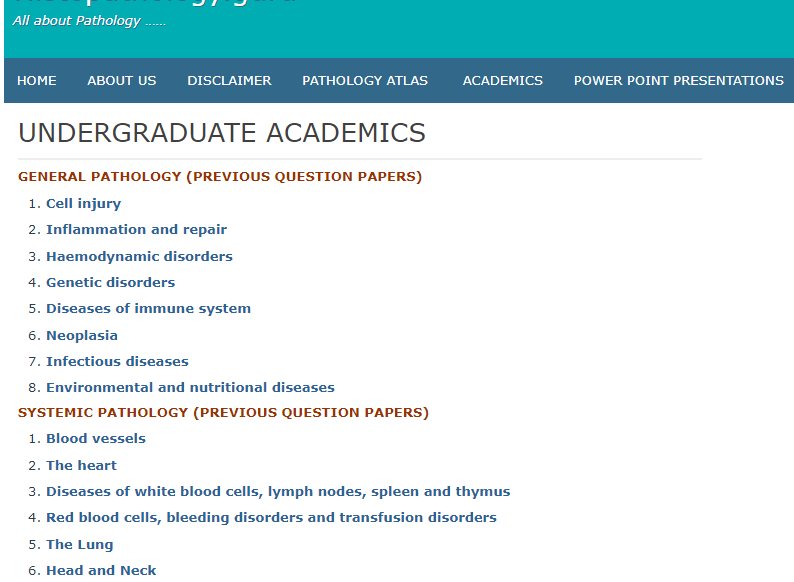 All about Pathology ......
HOME ABOUT US DISCLAIMER PATHOLOGY ATLAS ACADEMICS POWER POINT PRESENTATIONS
UNDERGRADUATE ACADEMICS
GENERAL PATHOLOGY (PREVIOUS QUESTION PAPERS)
1. Cell injury
2. Inflammation and repair
3. Haemodynamic disorders
4. Genetic disorders
5. Diseases of immune system
6. Neoplasia
7. Infectious diseases
8. Environmental and nutritional diseases
SYSTEMIC PATHOLOGY (PREVIOUS QUESTION PAPERS)
1. Blood vessels
2. The heart
3. Diseases of white blood cells, lymph nodes, spleen and thymus
4. Red blood cells, bleeding disorders and transfusion disorders
5. The Lung
6. Head and Neck